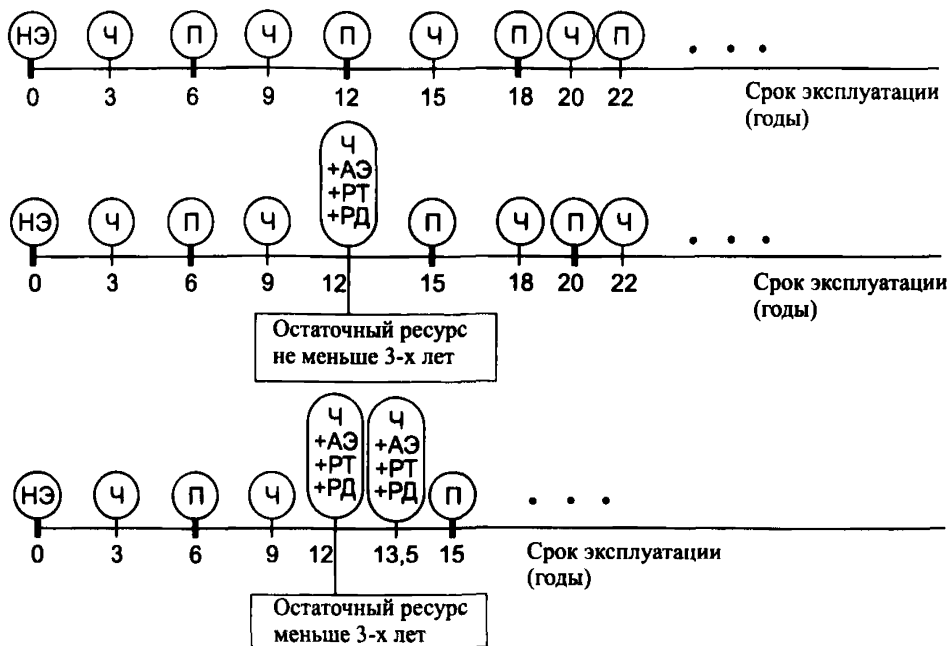 НЭ Ч П Ч П Ч П Ч П
0 3 6 9 12 15 18 20 22
Срок эксплуатации
(годы)
Ч
+АЭ
+РТ
+РД
НЭ Ч П Ч П Ч П Ч
0 3 6 9 12 15 18 20 22
Срок эксплуатации
(годы)
Остаточный ресурс
не меньше 3-х лет
Ч Ч
+АЭ +АЭ
+РТ +РТ
+РД +РД
НЭ Ч П Ч П
0 3 6 9 12 13,5 15
Срок эксплуатации
(годы)
Остаточный ресурс
меньше 3-х лет